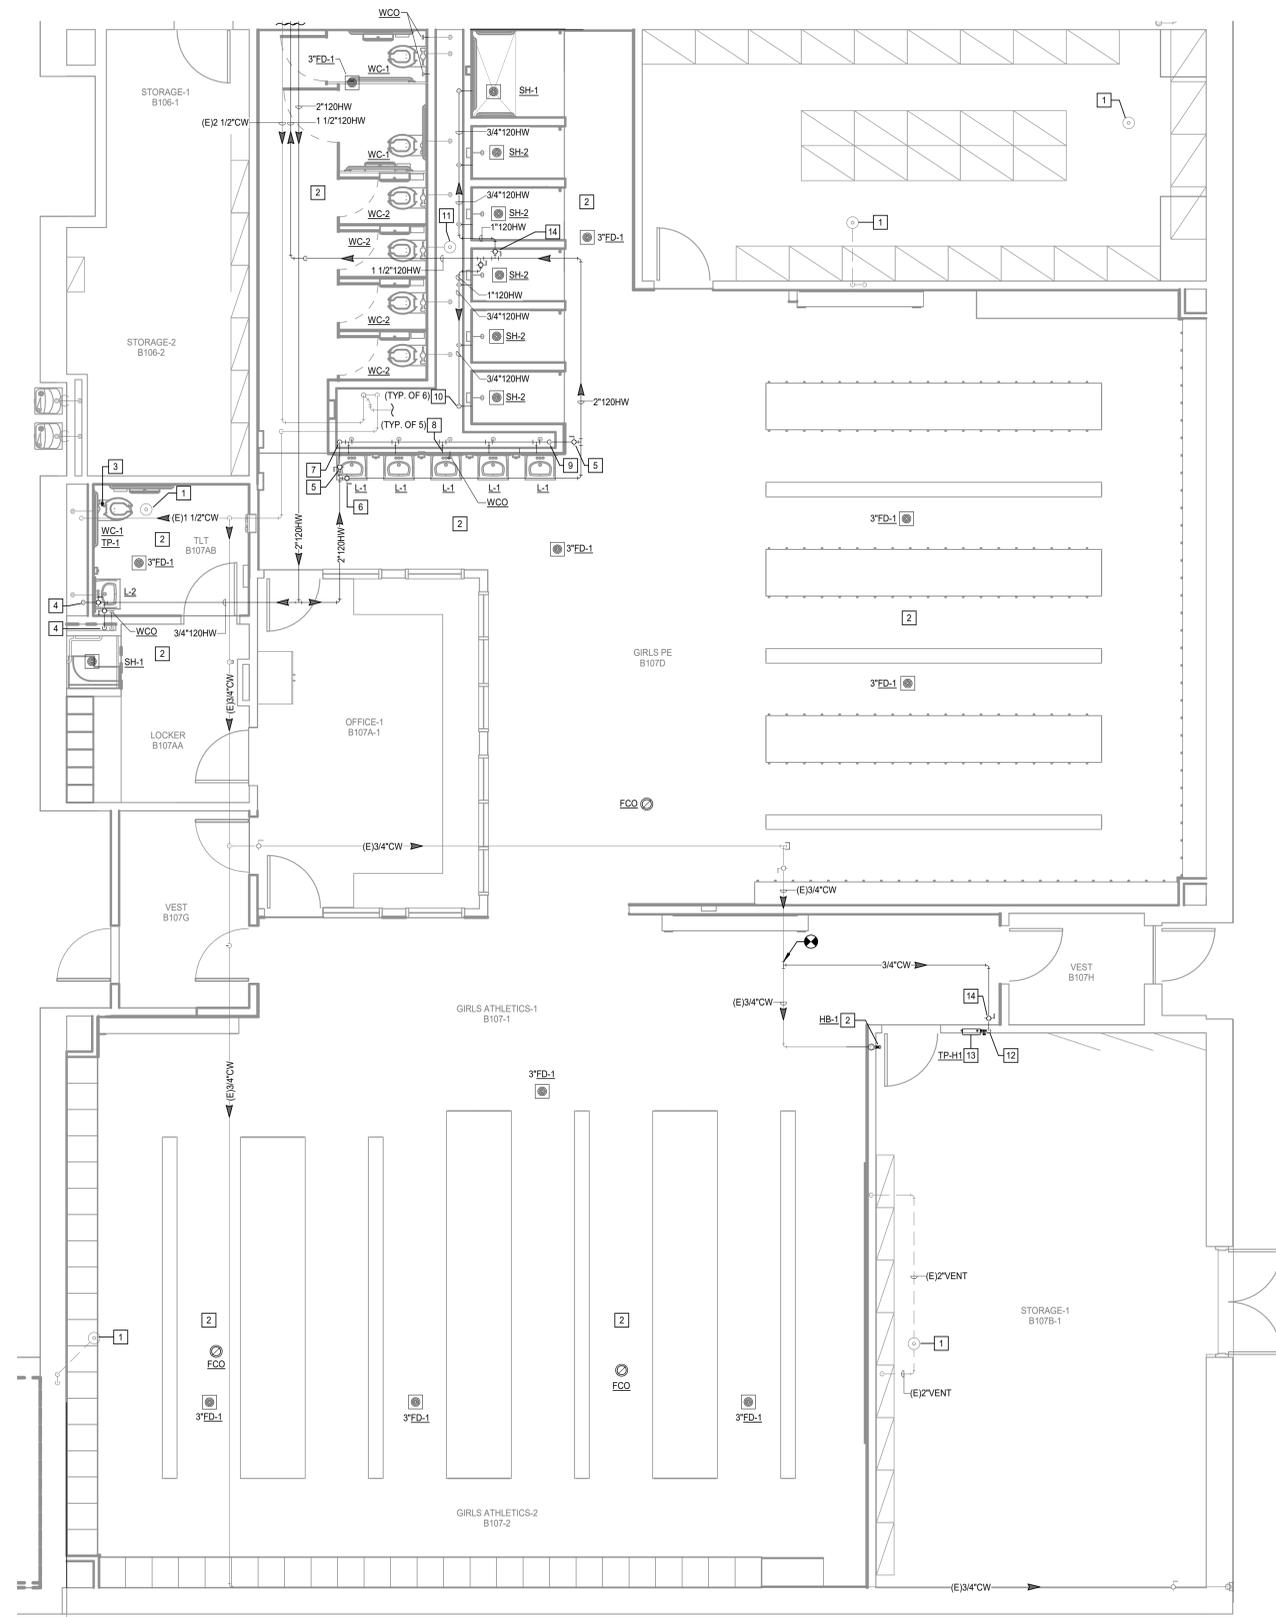 WCO
3"FD-1
WC-1
STORAGE-1
B106-1
SH-1
1
2"120HW
(E)2 1/2"CW
1 1/2"120HW
3/4"120HW
WC-1
SH-2
2
2
3/4"120HW
WC-2
SH-2
11
1"120HW
14
3"FD-1
1
WC-2
1 1/2"120HW
SH-2
1"120HW
WC-2
3/4"120HW
SH-2
STORAGE-2
B106-2
WC-2
3/4"120HW
(TYP. OF 6)
10
SH-2
2"120HW
(TYP. OF 5)
8
7
9
5
3
5
L-1
L-1
L-1
L-1
L-1
1
6
WCO
(E)1 1/2"CW
WC-1
TP-1
2
TLT
B107AB
2
3"FD-1
2"120HW
2"120HW
3"FD-1
3"FD-1
L-2
4
4
WCO
3/4"120HW
2
SH-1
2
GIRLS PE
B107D
(E)3/4"CW
3"FD-1
LOCKER
B107AA
OFFICE-1
B107A-1
FCO
(E)3/4"CW
(E)3/4"CW
VEST
B107G
3/4"CW
VEST
B107H
(E)3/4"CW
14
GIRLS ATHLETICS-1
B107-1
HB-1
2
TP-H1
13
12
(E)3/4"CW
3"FD-1
(E)2"VENT
STORAGE-1
B107B-1
2
2
1
1
FCO
FCO
(E)2"VENT
3"FD-1
3"FD-1
3"FD-1
GIRLS ATHLETICS-2
B107-2
(E)3/4"CW